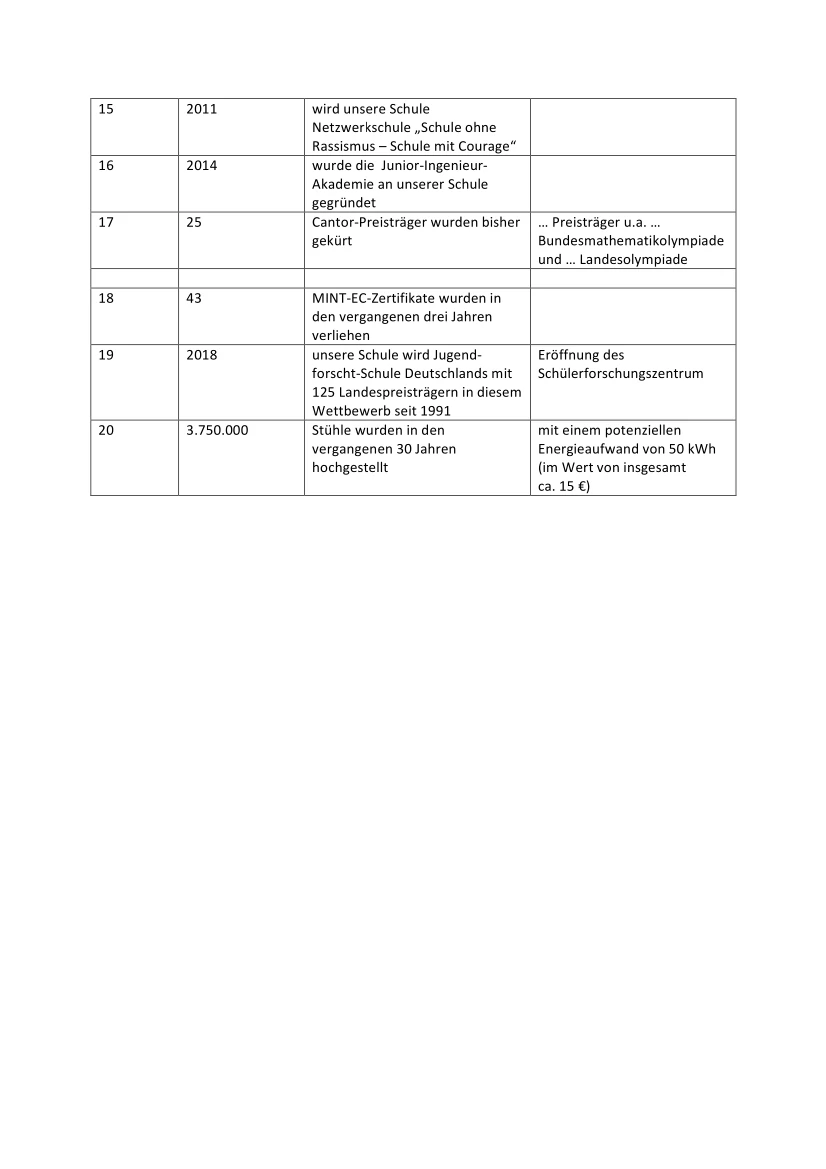 15 2011 wird unsere Schule
Netzwerkschule „Schule ohne
Rassismus – Schule mit Courage“
16 2014 wurde die  Junior-Ingenieur-
Akademie an unserer Schule
gegründet
17 25 Cantor-Preisträger wurden bisher … Preisträger u.a. …
gekürt Bundesmathematikolympiade
und … Landesolympiade
18 43 MINT-EC-Zertifikate wurden in
den vergangenen drei Jahren
verliehen
19 2018 unsere Schule wird Jugend- Eröffnung des
forscht-Schule Deutschlands mit Schülerforschungszentrum
125 Landespreisträgern in diesem
Wettbewerb seit 1991
20 3.750.000 Stühle wurden in den mit einem potenziellen
vergangenen 30 Jahren Energieaufwand von 50 kWh
hochgestellt (im Wert von insgesamt
ca. 15 €)